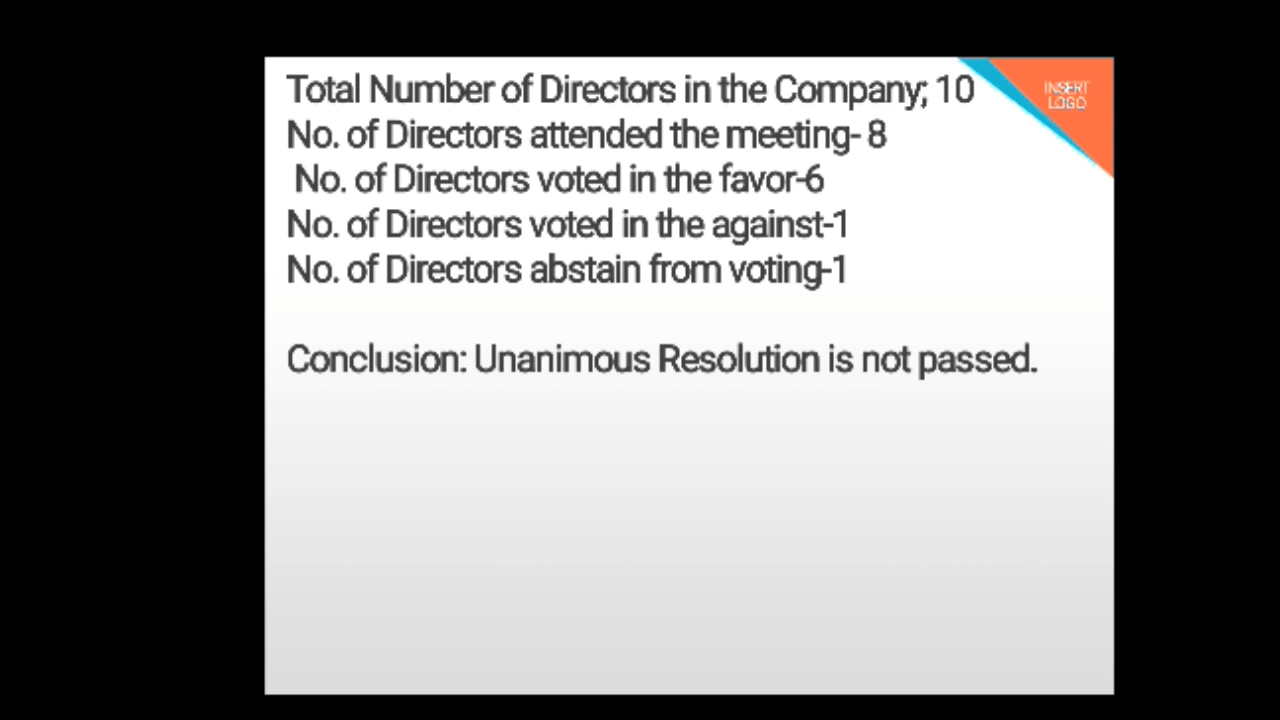 Total Number of Directors in the Company; 10
INSERT
LOGO
No. of Directors attended the meeting- 8
No. of Directors voted in the favor-6
No. of Directors voted in the against-1
No. of Directors abstain from voting-1
Conclusion: Unanimous Resolution is not passed.